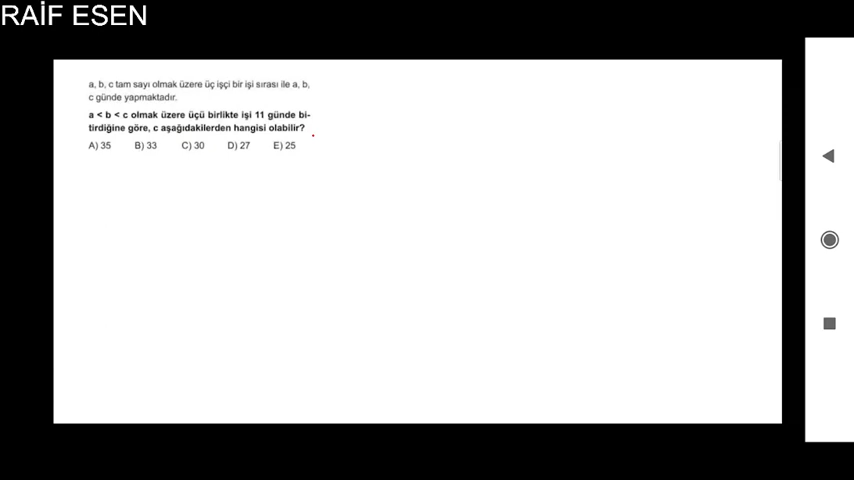 RAİF ESEN
a, b, c tam sayı olmak üzere üç işçi bir işi sırası ile a, b,
c günde yapmaktadır.
a < b < c olmak üzere üçü birlikte işi 11 günde bi-
tirdiğine göre, c aşağıdakilerden hangisi olabilir?
A) 35 B) 33 C) 30 D) 27 E) 25